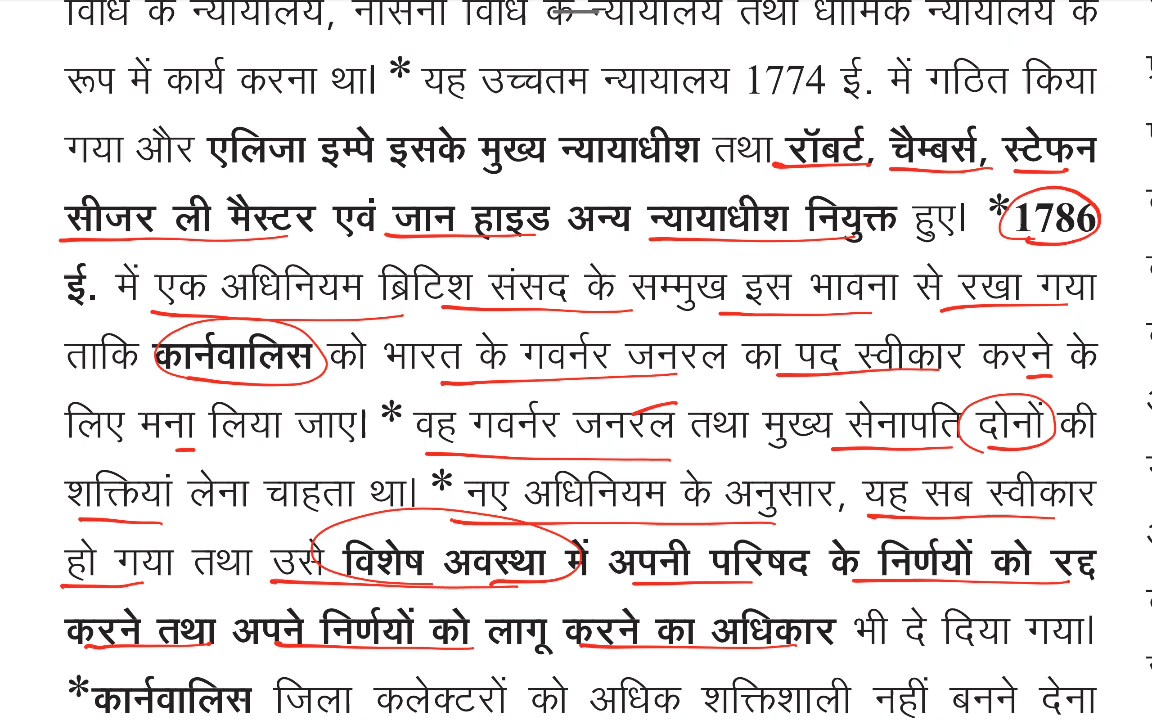 विधि के न्यायालय, नौसेना विधि के न्यायालय तथा धार्मिक न्यायालय के
रूप में कार्य करना था। * यह उच्चतम न्यायालय 1774 ई. में गठित किया
गया और एलिजा इम्पे इसके मुख्य न्यायाधीश तथा रॉबर्ट, चैम्बर्स, स्टेफन
सीजर ली मैस्टर एवं जान हाइड अन्य न्यायाधीश नियुक्त हुए। *1786
ई. में एक अधिनियम ब्रिटिश संसद के सम्मुख इस भावना से रखा गया
ताकि कार्नवालिस को भारत के गवर्नर जनरल का पद स्वीकार करने के
लिए मना लिया जाए। * वह गवर्नर जनरल तथा मुख्य सेनापति दोनों की
शक्तियां लेना चाहता था। * नए अधिनियम के अनुसार, यह सब स्वीकार
हो गया तथा उसे विशेष अवस्था में अपनी परिषद के निर्णयों को रद्द
करने तथा अपने निर्णयों को लागू करने का अधिकार भी दे दिया गया।
*कार्नवालिस जिला कलेक्टरों को अधिक शक्तिशाली नहीं बनने देना